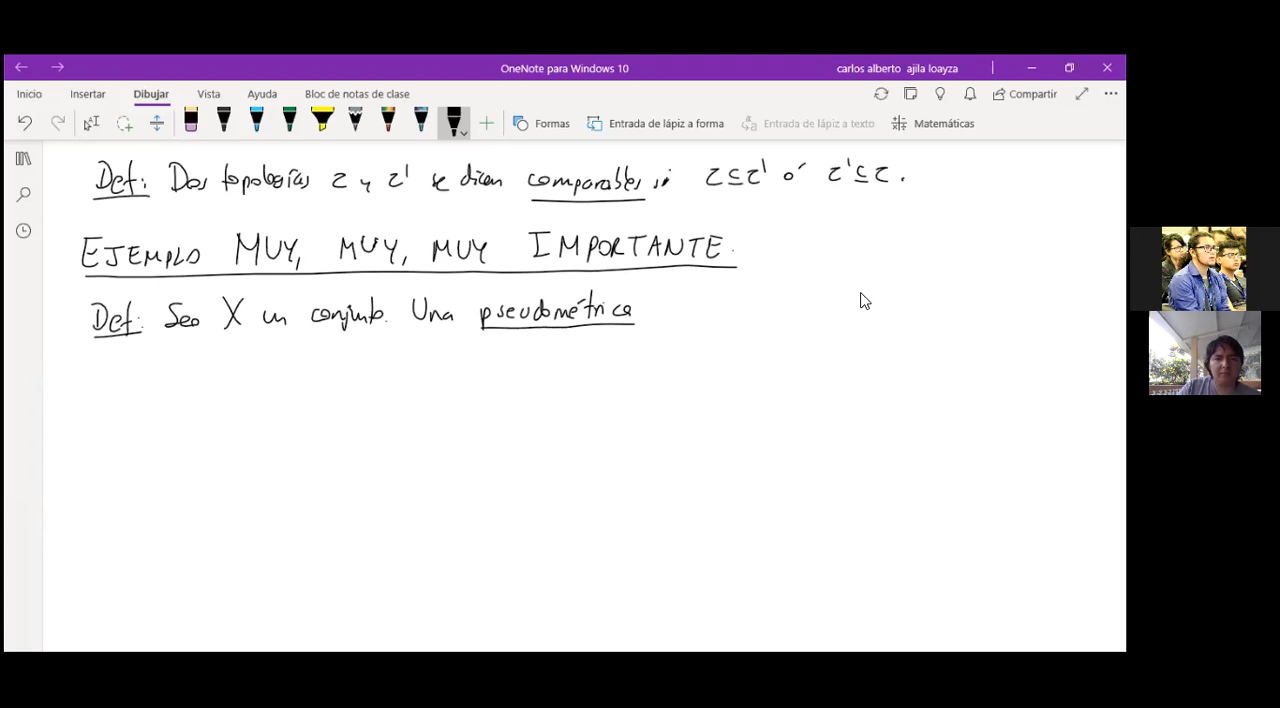 OneNote para Windows 10
carlos alberto ajila loayza
Inicio Insertar Dibujar Vista Ayuda Bloc de notas de clase
Compartir
Formas Entrada de lápiz a forma Entrada de lápiz a texto Matemáticas
Def: Dos topologías τ y τ' se dicen comparables si τ⊆τ' ó τ'⊆τ.
EJEMPLO MUY, MUY, MUY IMPORTANTE.
Def: Sea X un conjunto. Una pseudométrica